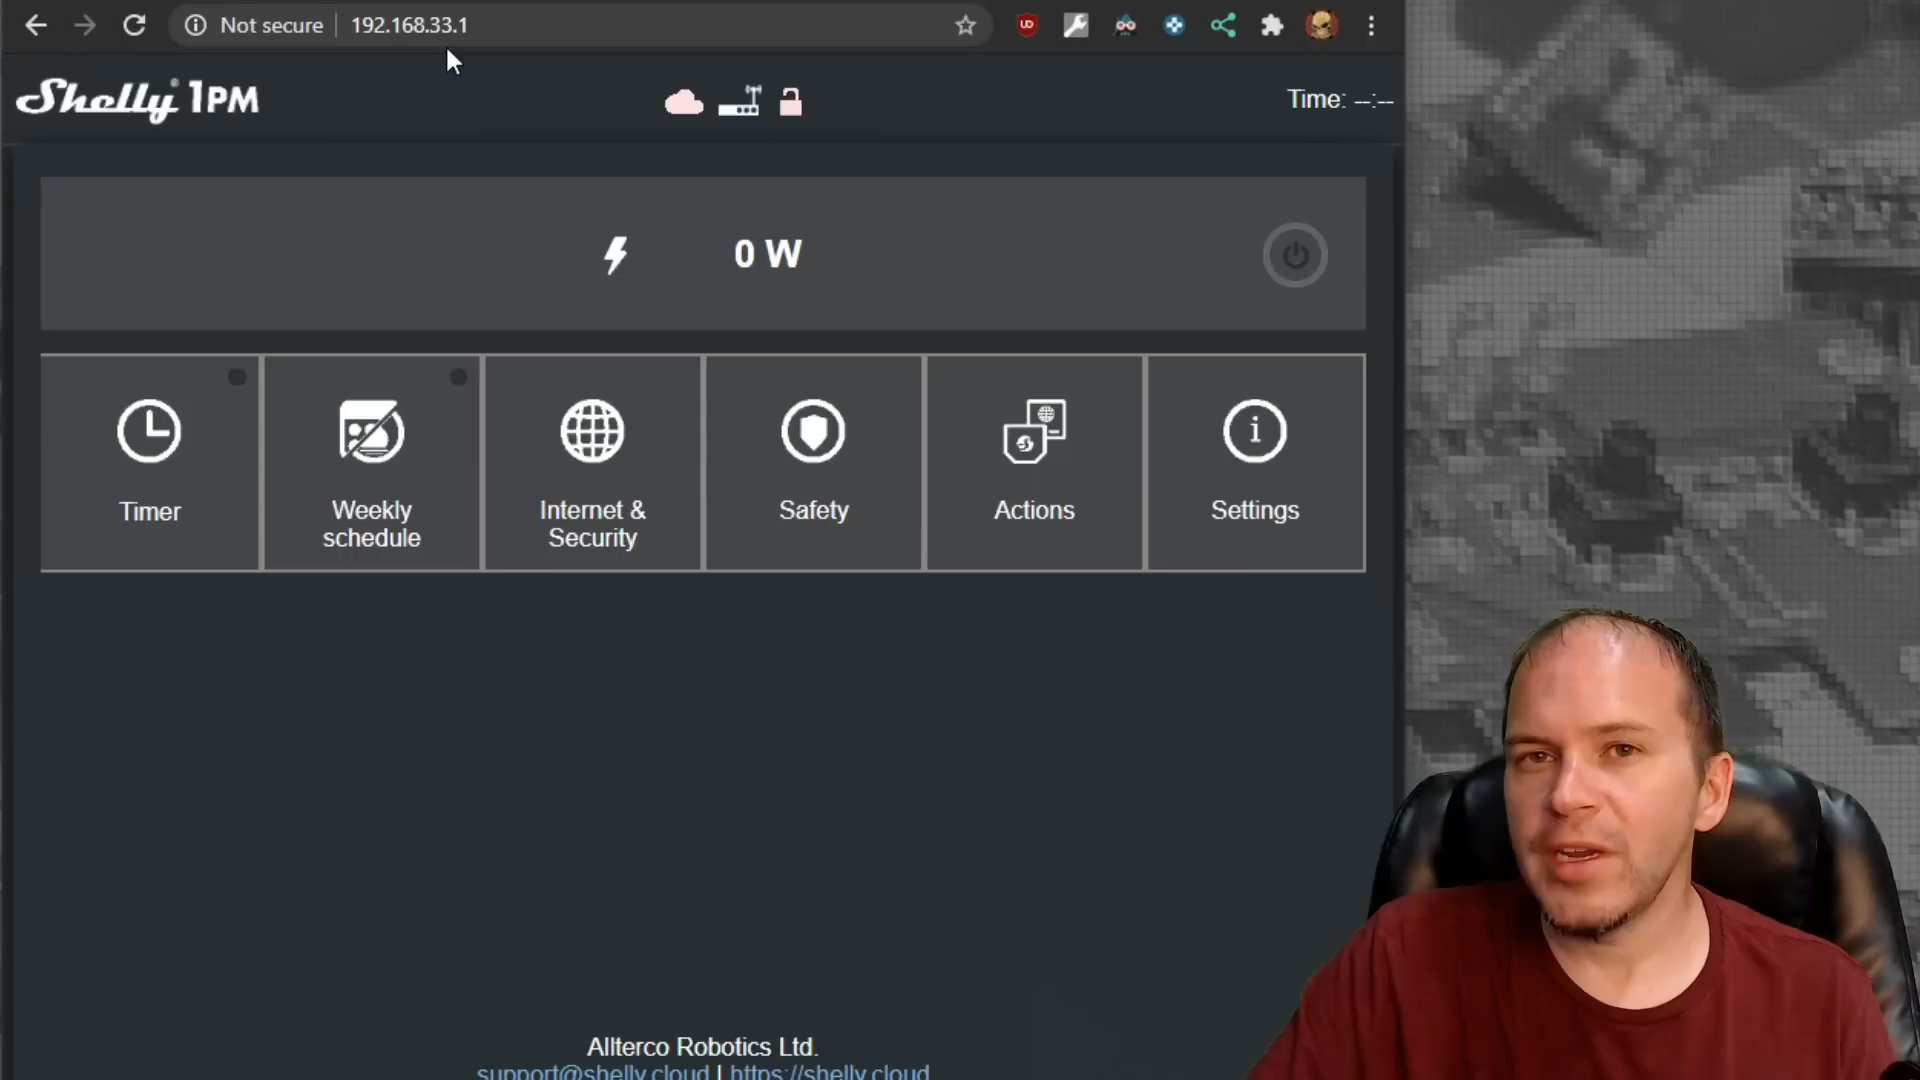 Not secure | 192.168.33.1
UD
Shelly® 1PM
Time: --:--
0 W
Timer
Weekly
schedule
Internet &
Security
Safety
Actions
Settings
Allterco Robotics Ltd.
support@shelly.cloud | https://shelly.cloud